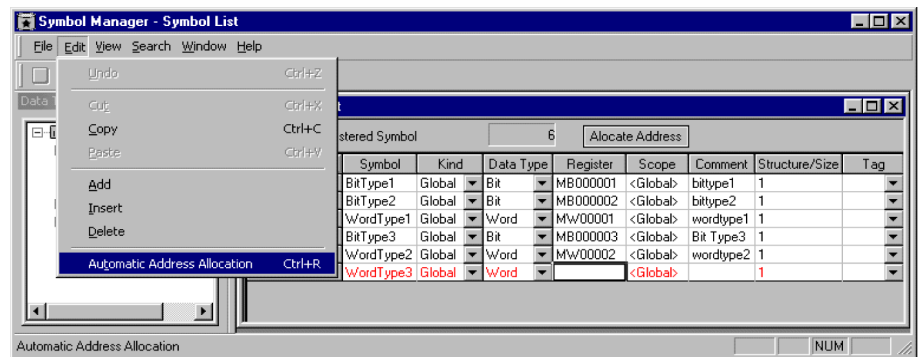 Symbol Manager - Symbol List
File Edit View Search Window Help
Undo Ctrl+Z
Data
Cut Ctrl+X
Copy Ctrl+C
stered Symbol 6 Alocate Address
Paste Ctrl+V
Symbol Kind Data Type Register Scope Comment Structure/Size Tag
Add
BitType1 Global Bit MB000001 <Global> bittype1 1
Insert
BitType2 Global Bit MB000002 <Global> bittype2 1
WordType1 Global Word MW00001 <Global> wordtype1 1
Delete
BitType3 Global Bit MB000003 <Global> Bit Type3 1
WordType2 Global Word MW00002 <Global> wordtype2 1
Automatic Address Allocation Ctrl+R
WordType3 Global Word <Global> 1
Automatic Address Allocation NUM